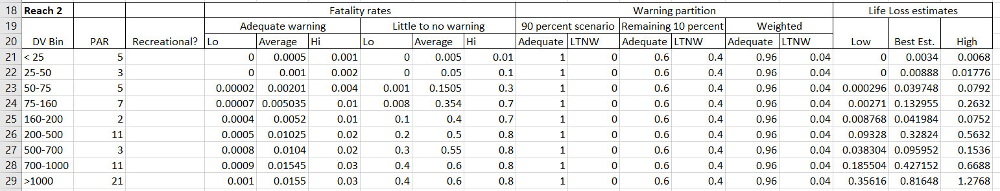 18 Reach 2 Fatality rates Warning partition Life Loss estimates
19 Adequate warning Little to no warning 90 percent scenario Remaining 10 percent Weighted
20 DV Bin PAR Recreational? Lo Average Hi Lo Average Hi Adequate LTNW Adequate LTNW Adequate LTNW Low Best Est. High
21 < 25 5 0 0.0005 0.001 0 0.005 0.01 1 0 0.6 0.4 0.96 0.04 0 0.0034 0.0068
22 25-50 3 0 0.001 0.002 0 0.05 0.1 1 0 0.6 0.4 0.96 0.04 0 0.00888 0.01776
23 50-75 5 0.00002 0.00201 0.004 0.001 0.1505 0.3 1 0 0.6 0.4 0.96 0.04 0.000296 0.039748 0.0792
24 75-160 7 0.00007 0.005035 0.01 0.008 0.354 0.7 1 0 0.6 0.4 0.96 0.04 0.00271 0.132955 0.2632
25 160-200 2 0.0004 0.0052 0.01 0.1 0.4 0.7 1 0 0.6 0.4 0.96 0.04 0.008768 0.041984 0.0752
26 200-500 11 0.0005 0.01025 0.02 0.2 0.5 0.8 1 0 0.6 0.4 0.96 0.04 0.09328 0.32824 0.5632
27 500-700 3 0.0008 0.0104 0.02 0.3 0.55 0.8 1 0 0.6 0.4 0.96 0.04 0.038304 0.095952 0.1536
28 700-1000 11 0.0009 0.01545 0.03 0.4 0.6 0.8 1 0 0.6 0.4 0.96 0.04 0.185504 0.427152 0.6688
29 >1000 21 0.001 0.0155 0.03 0.4 0.6 0.8 1 0 0.6 0.4 0.96 0.04 0.35616 0.81648 1.2768